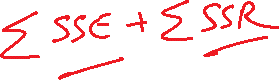 ∑ SSE + ∑ SSR